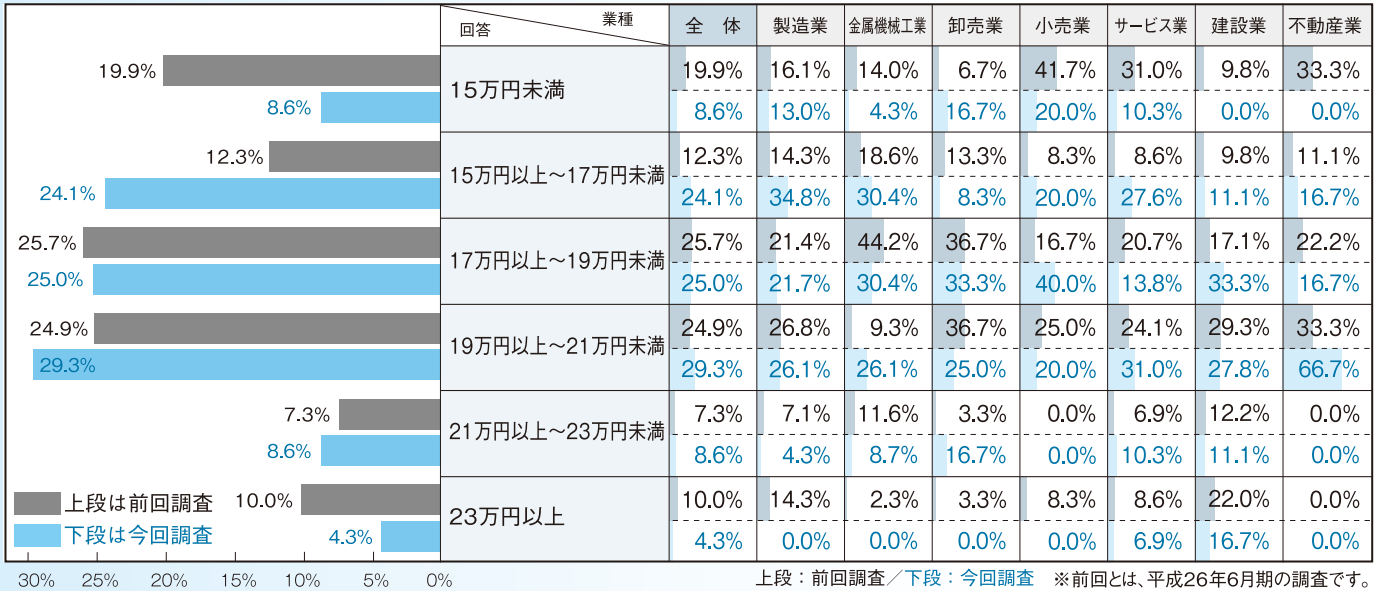 業種
回答
全 体 製造業 金属機械工業 卸売業 小売業 サービス業 建設業 不動産業
19.9% 15万円未満 19.9% 16.1% 14.0% 6.7% 41.7% 31.0% 9.8% 33.3%
8.6% 8.6% 13.0% 4.3% 16.7% 20.0% 10.3% 0.0% 0.0%
12.3% 15万円以上～17万円未満 12.3% 14.3% 18.6% 13.3% 8.3% 8.6% 9.8% 11.1%
24.1% 24.1% 34.8% 30.4% 8.3% 20.0% 27.6% 11.1% 16.7%
25.7% 17万円以上～19万円未満 25.7% 21.4% 44.2% 36.7% 16.7% 20.7% 17.1% 22.2%
25.0% 25.0% 21.7% 30.4% 33.3% 40.0% 13.8% 33.3% 16.7%
24.9% 19万円以上～21万円未満 24.9% 26.8% 9.3% 36.7% 25.0% 24.1% 29.3% 33.3%
29.3% 29.3% 26.1% 26.1% 25.0% 20.0% 31.0% 27.8% 66.7%
7.3% 21万円以上～23万円未満 7.3% 7.1% 11.6% 3.3% 0.0% 6.9% 12.2% 0.0%
8.6% 8.6% 4.3% 8.7% 16.7% 0.0% 10.3% 11.1% 0.0%
上段は前回調査 10.0% 23万円以上 10.0% 14.3% 2.3% 3.3% 8.3% 8.6% 22.0% 0.0%
下段は今回調査 4.3% 4.3% 0.0% 0.0% 0.0% 0.0% 6.9% 16.7% 0.0%
30% 25% 20% 15% 10% 5% 0%
上段：前回調査／下段：今回調査 ※前回とは、平成26年6月期の調査です。